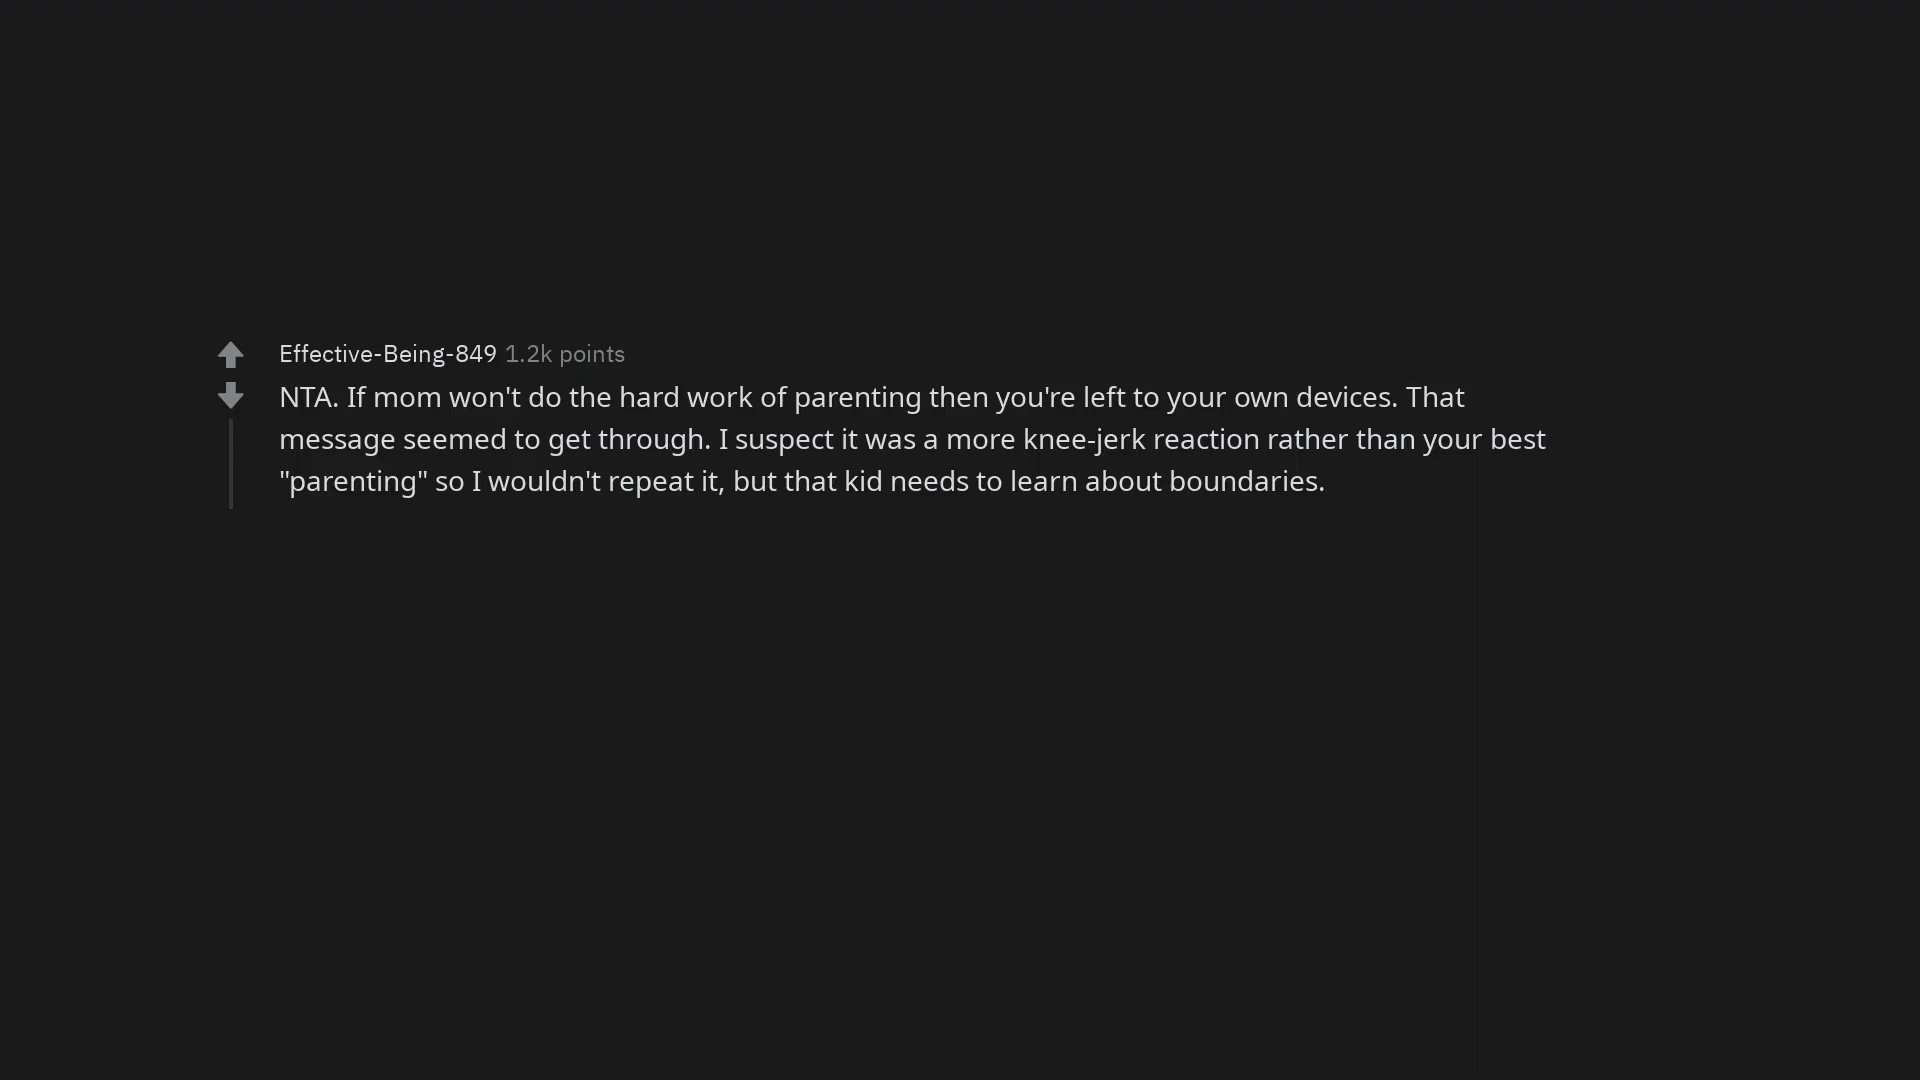 Effective-Being-849 1.2k points
NTA. If mom won't do the hard work of parenting then you're left to your own devices. That
message seemed to get through. I suspect it was a more knee-jerk reaction rather than your best
"parenting" so I wouldn't repeat it, but that kid needs to learn about boundaries.